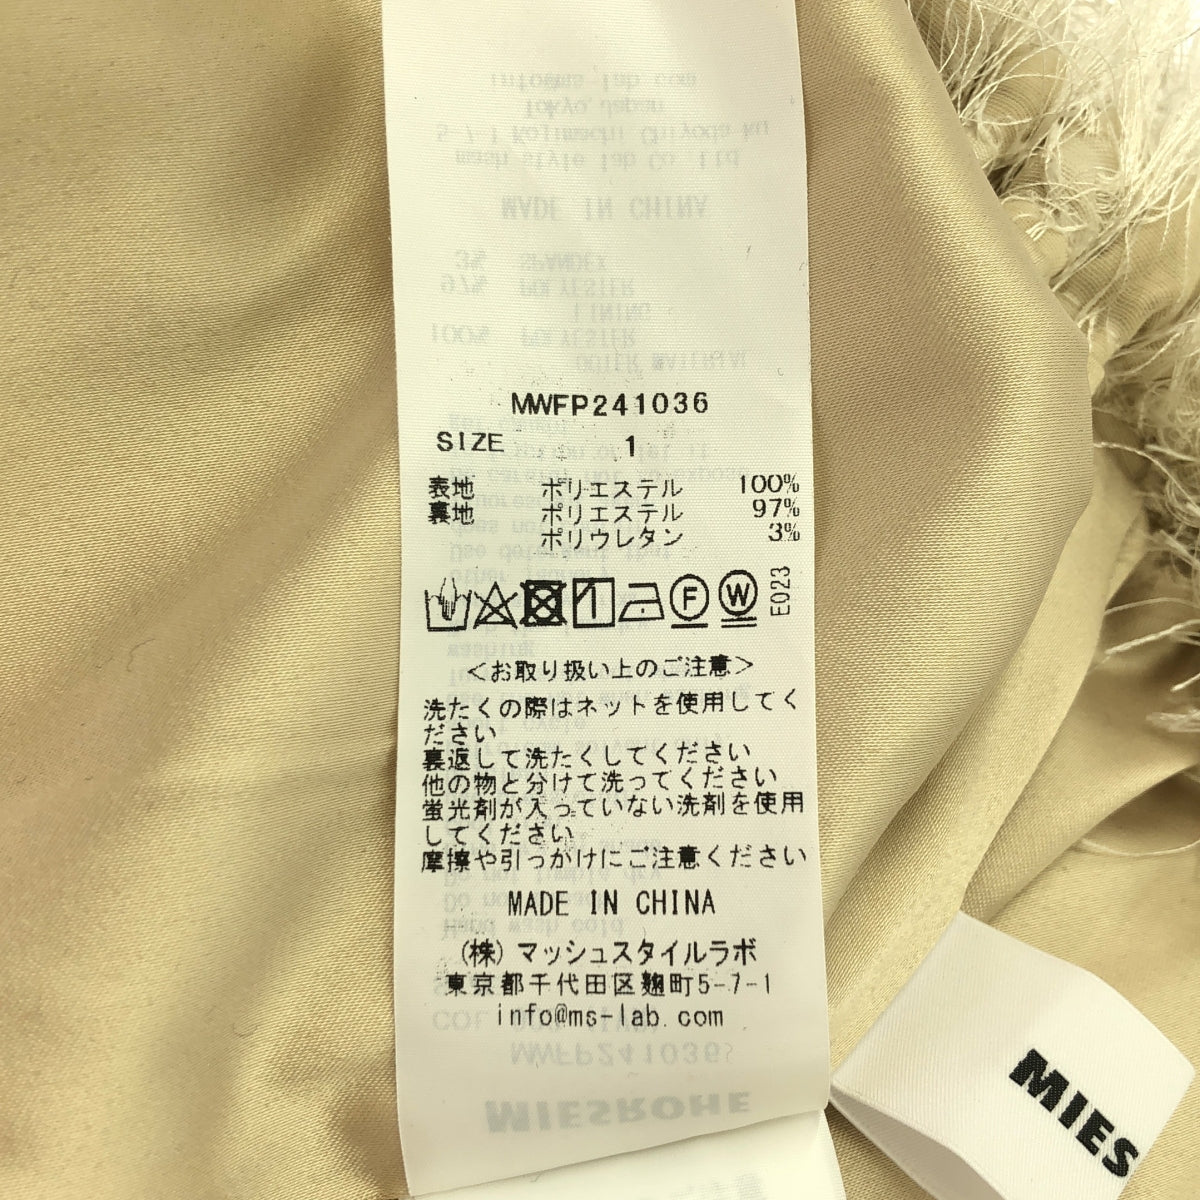 MWFP241036
SIZE 1
表地 ポリエステル 100%
裏地 ポリエステル 97%
ポリウレタン 3%
F W E023
<お取り扱い上のご注意>
洗たくの際はネットを使用してく
ださい
裏返して洗たくしてください
他の物と分けて洗ってください
蛍光剤が入っていない洗剤を使用
してください
摩擦や引っかけにご注意ください
MADE IN CHINA
(株)マッシュスタイルラボ
東京都千代田区麹町5-7-1
info@ms-lab.com
MIES